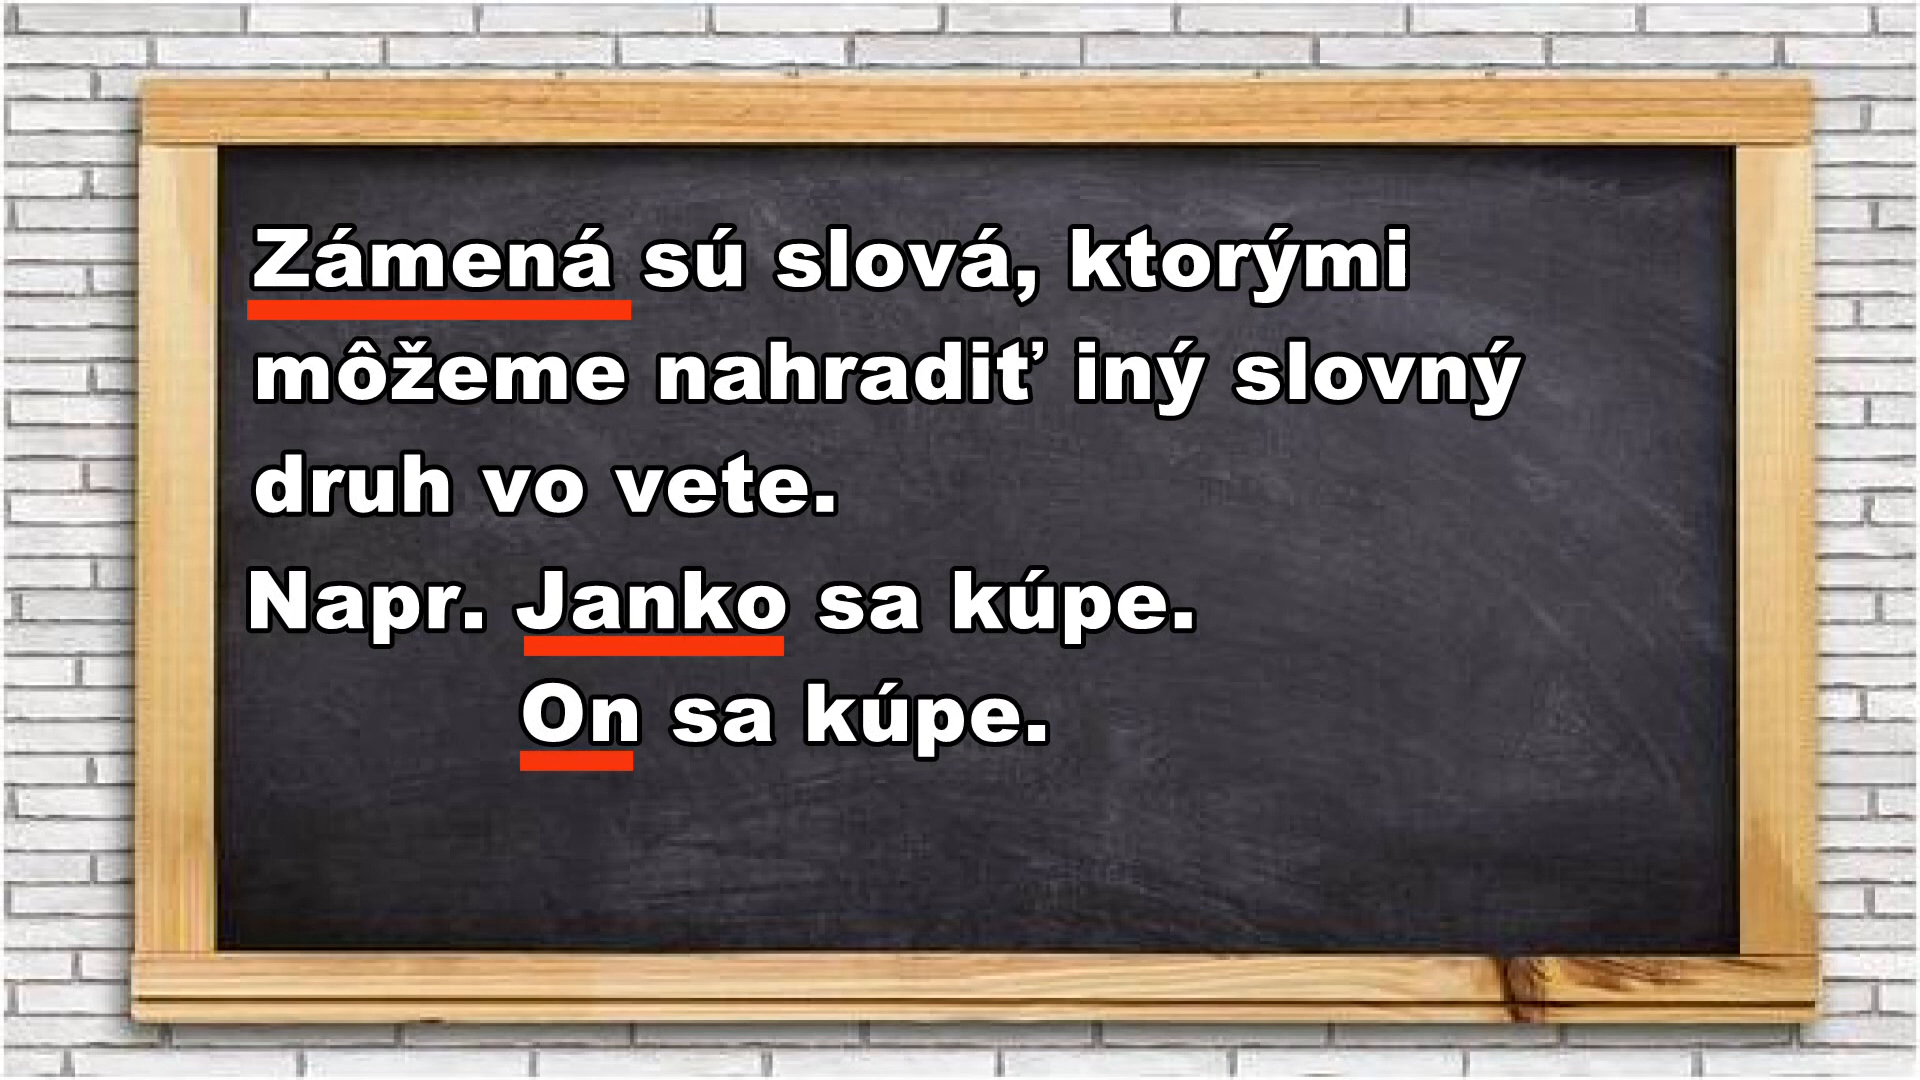 Zámená sú slová, ktorými
môžeme nahradiť iný slovný
druh vo vete.
Napr. Janko sa kúpe.
On sa kúpe.